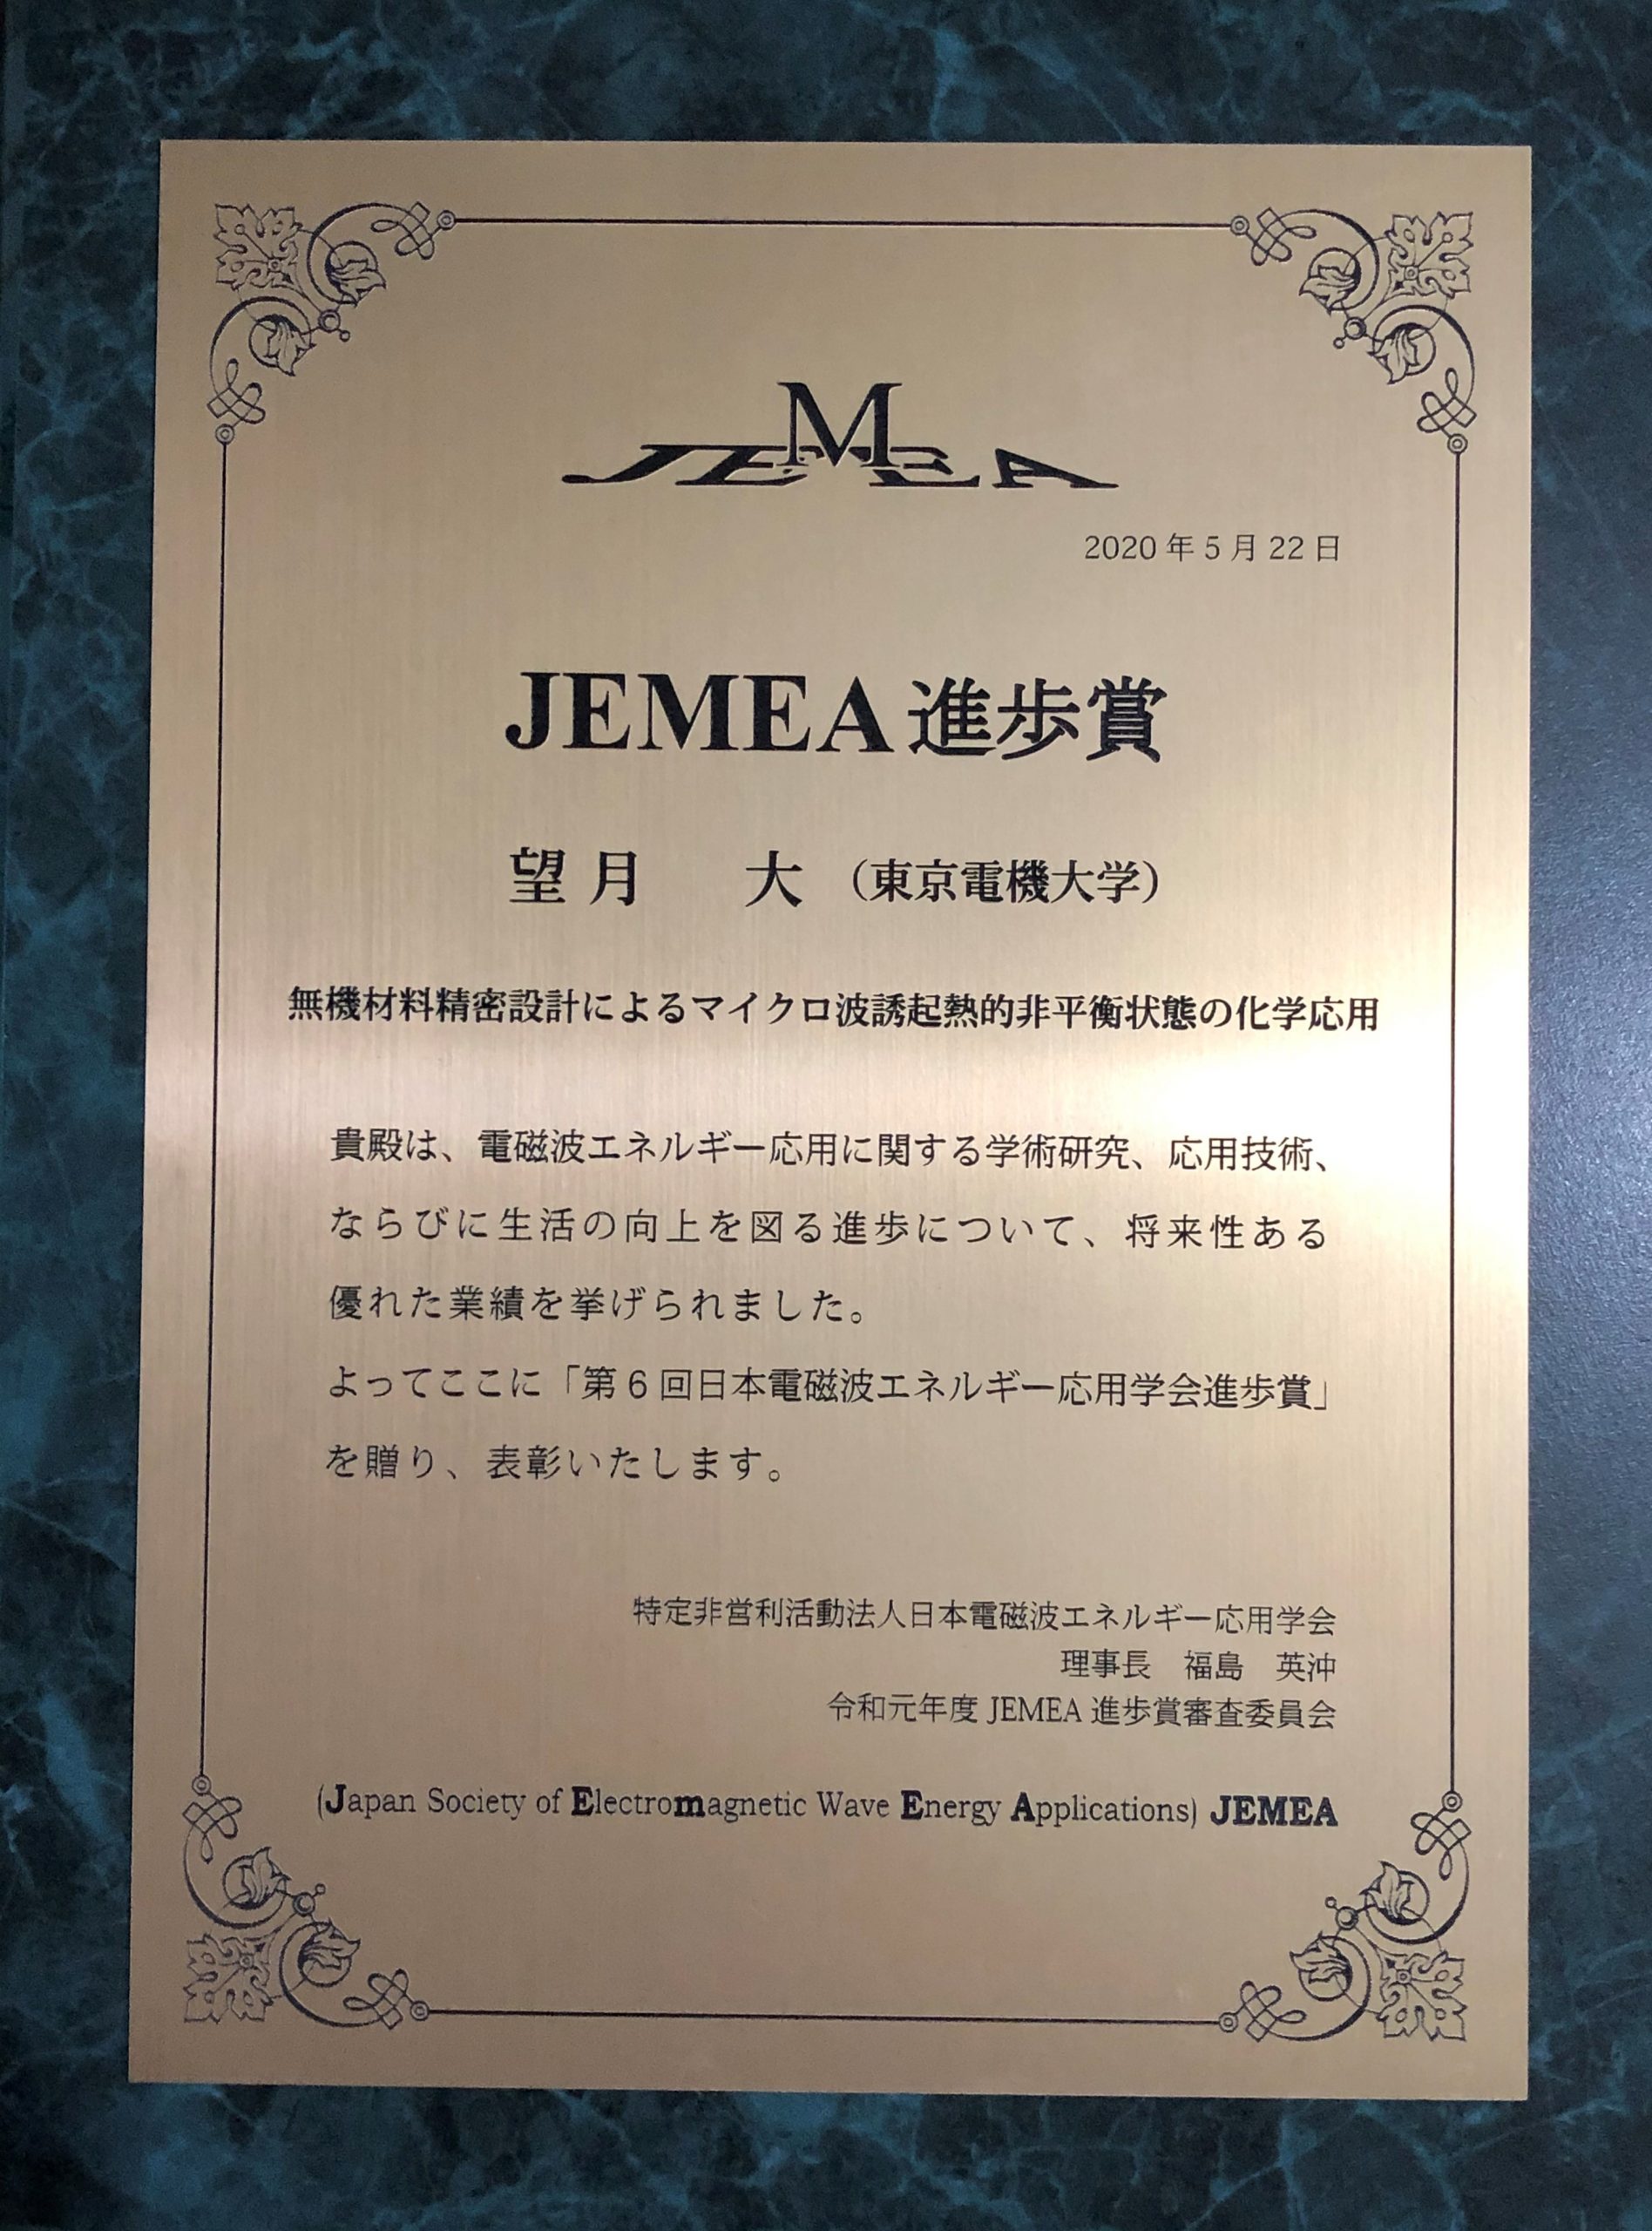 JEMEA
2020年5月22日
JEMEA進歩賞
望月　大（東京電機大学）
無機材料精密設計によるマイクロ波誘起熱的非平衡状態の化学応用
貴殿は、電磁波エネルギー応用に関する学術研究、応用技術、
ならびに生活の向上を図る進歩について、将来性ある
優れた業績を挙げられました。
よってここに「第6回日本電磁波エネルギー応用学会進歩賞」
を贈り、表彰いたします。
特定非営利活動法人日本電磁波エネルギー応用学会
理事長　福島　英沖
令和元年度 JEMEA 進歩賞審査委員会
(Japan Society of Electromagnetic Wave Energy Applications) JEMEA